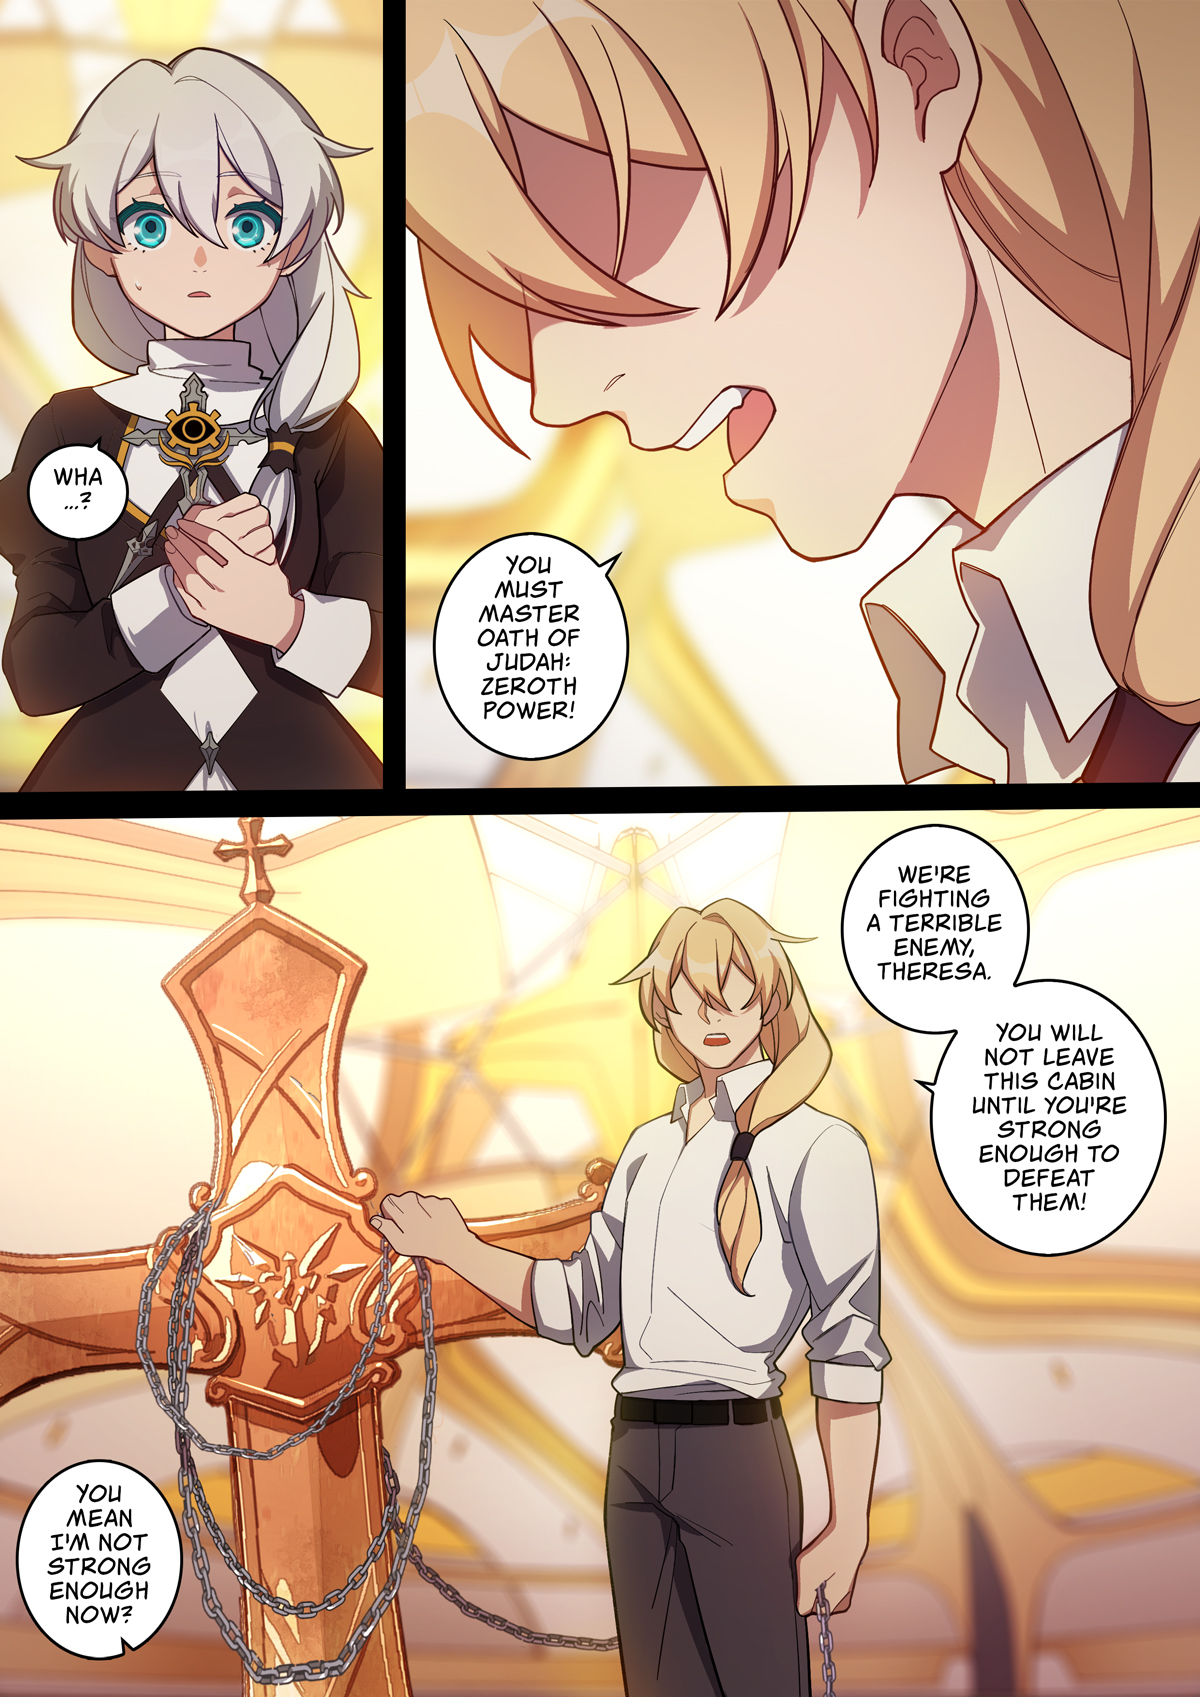 WHA
...?
YOU
MUST
MASTER
OATH OF
JUDAH:
ZEROTH
POWER!
WE'RE
FIGHTING
A TERRIBLE
ENEMY,
THERESA.
YOU WILL
NOT LEAVE
THIS CABIN
UNTIL YOU'RE
STRONG
ENOUGH TO
DEFEAT
THEM!
YOU
MEAN
I'M NOT
STRONG
ENOUGH
NOW?